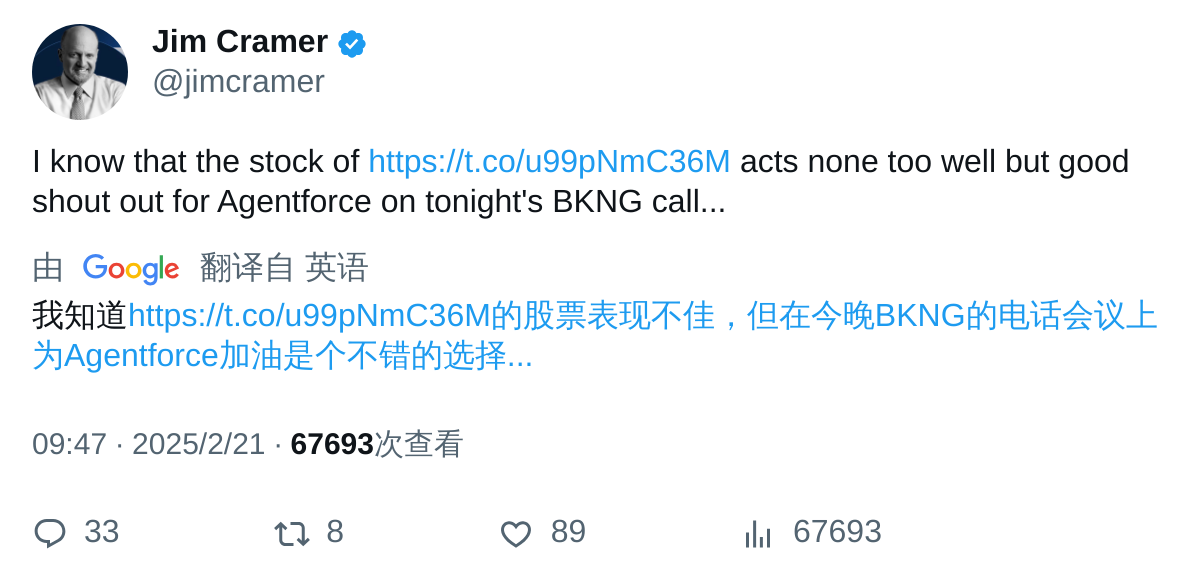 Jim Cramer
@jimcramer
I know that the stock of https://t.co/u99pNmC36M acts none too well but good
shout out for Agentforce on tonight's BKNG call...
由 Google 翻译自 英语
我知道https://t.co/u99pNmC36M的股票表现不佳，但在今晚BKNG的电话会议上
为Agentforce加油是个不错的选择...
09:47 · 2025/2/21 · 67693次查看
33 8 89 67693